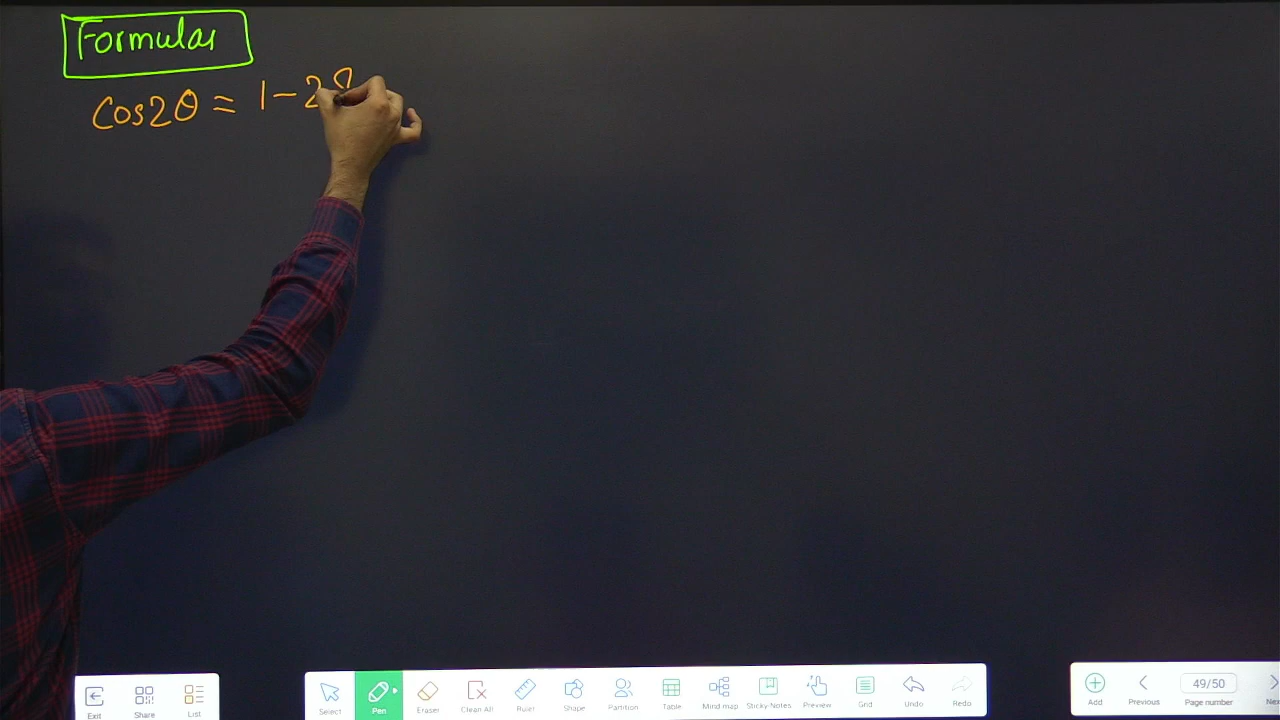 Formulas
cos2θ = 1-2
Exit Share List
Select Pen Eraser Clean All Ruler Shape Partition Table Mind map Sticky-Notes Preview Grid Undo Redo
Add Previous 49/50 Page number